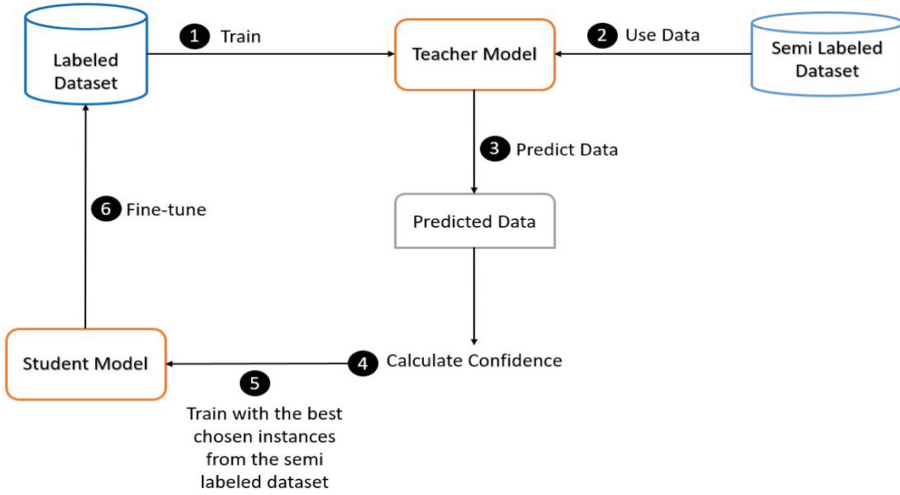 1 Train
2 Use Data
Labeled
Dataset
Teacher Model
Semi Labeled
Dataset
3 Predict Data
6 Fine-tune
Predicted Data
Student Model
4 Calculate Confidence
5
Train with the best
chosen instances
from the semi
labeled dataset